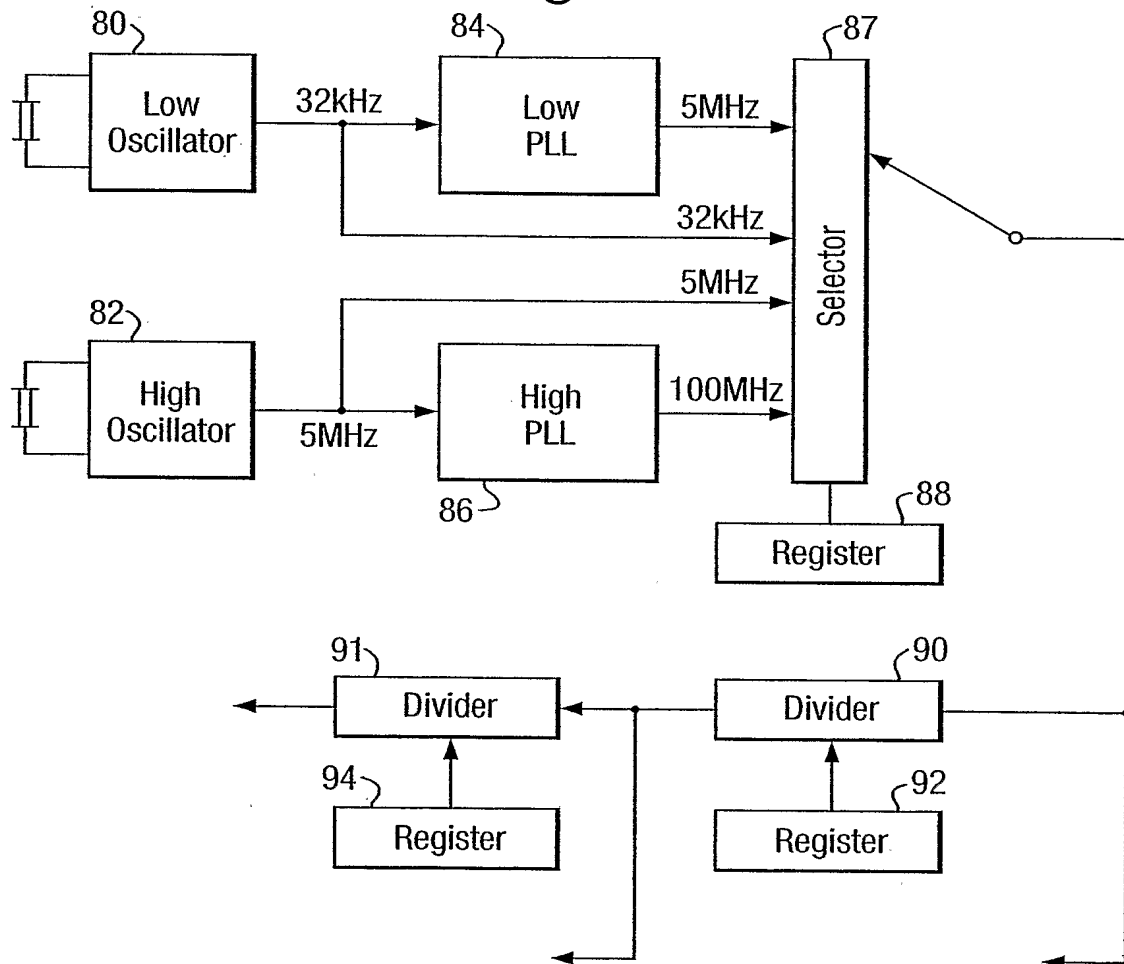 80
Low
Oscillator
32kHz
84
Low
PLL
5MHz
87
Selector
32kHz
5MHz
82
High
Oscillator
5MHz
High
PLL
86
100MHz
88
Register
91
Divider
90
Divider
94
Register
92
Register